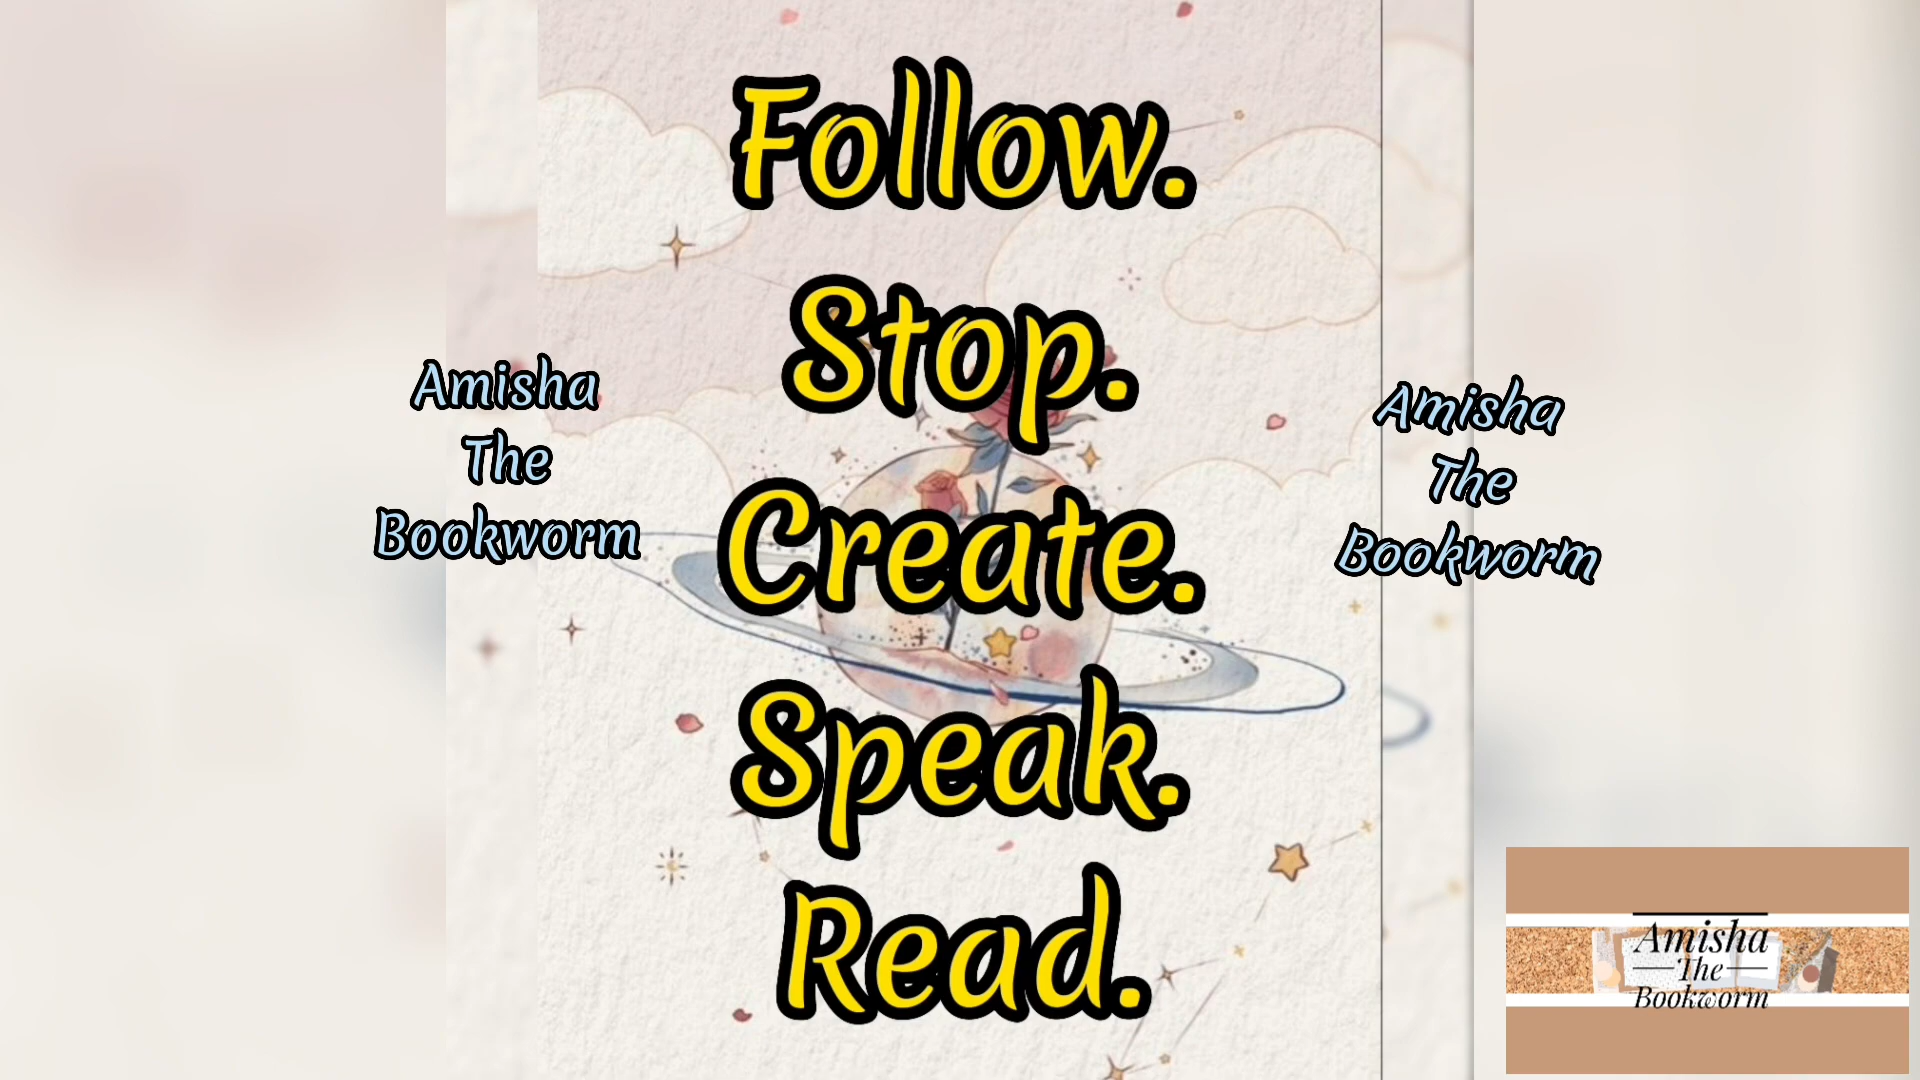 Follow.
Stop.
Create.
Speak.
Read.
Amisha
The
Bookworm
Amisha
The
Bookworm
Amisha
The
Bookworm